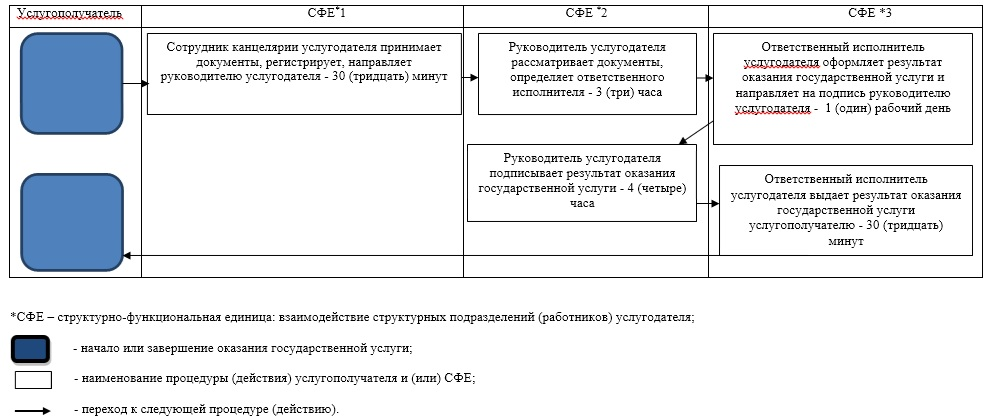 Услугополучатель
СФЕ*1
СФЕ *2
СФЕ *3
Сотрудник канцелярии услугодателя принимает
документы, регистрирует, направляет
руководителю услугодателя - 30 (тридцать) минут
Руководитель услугодателя
рассматривает документы,
определяет ответственного
исполнителя - 3 (три) часа
Ответственный исполнитель
услугодателя оформляет результат
оказания государственной услуги и
направляет на подпись руководителю
услугодателя - 1 (один) рабочий день
Руководитель услугодателя
подписывает результат оказания
государственной услуги - 4 (четыре)
часа
Ответственный исполнитель
услугодателя выдает результат оказания
государственной услуги
услугополучателю - 30 (тридцать)
минут
*СФЕ – структурно-функциональная единица: взаимодействие структурных подразделений (работников) услугодателя;
- начало или завершение оказания государственной услуги;
- наименование процедуры (действия) услугополучателя и (или) СФЕ;
- переход к следующей процедуре (действию).